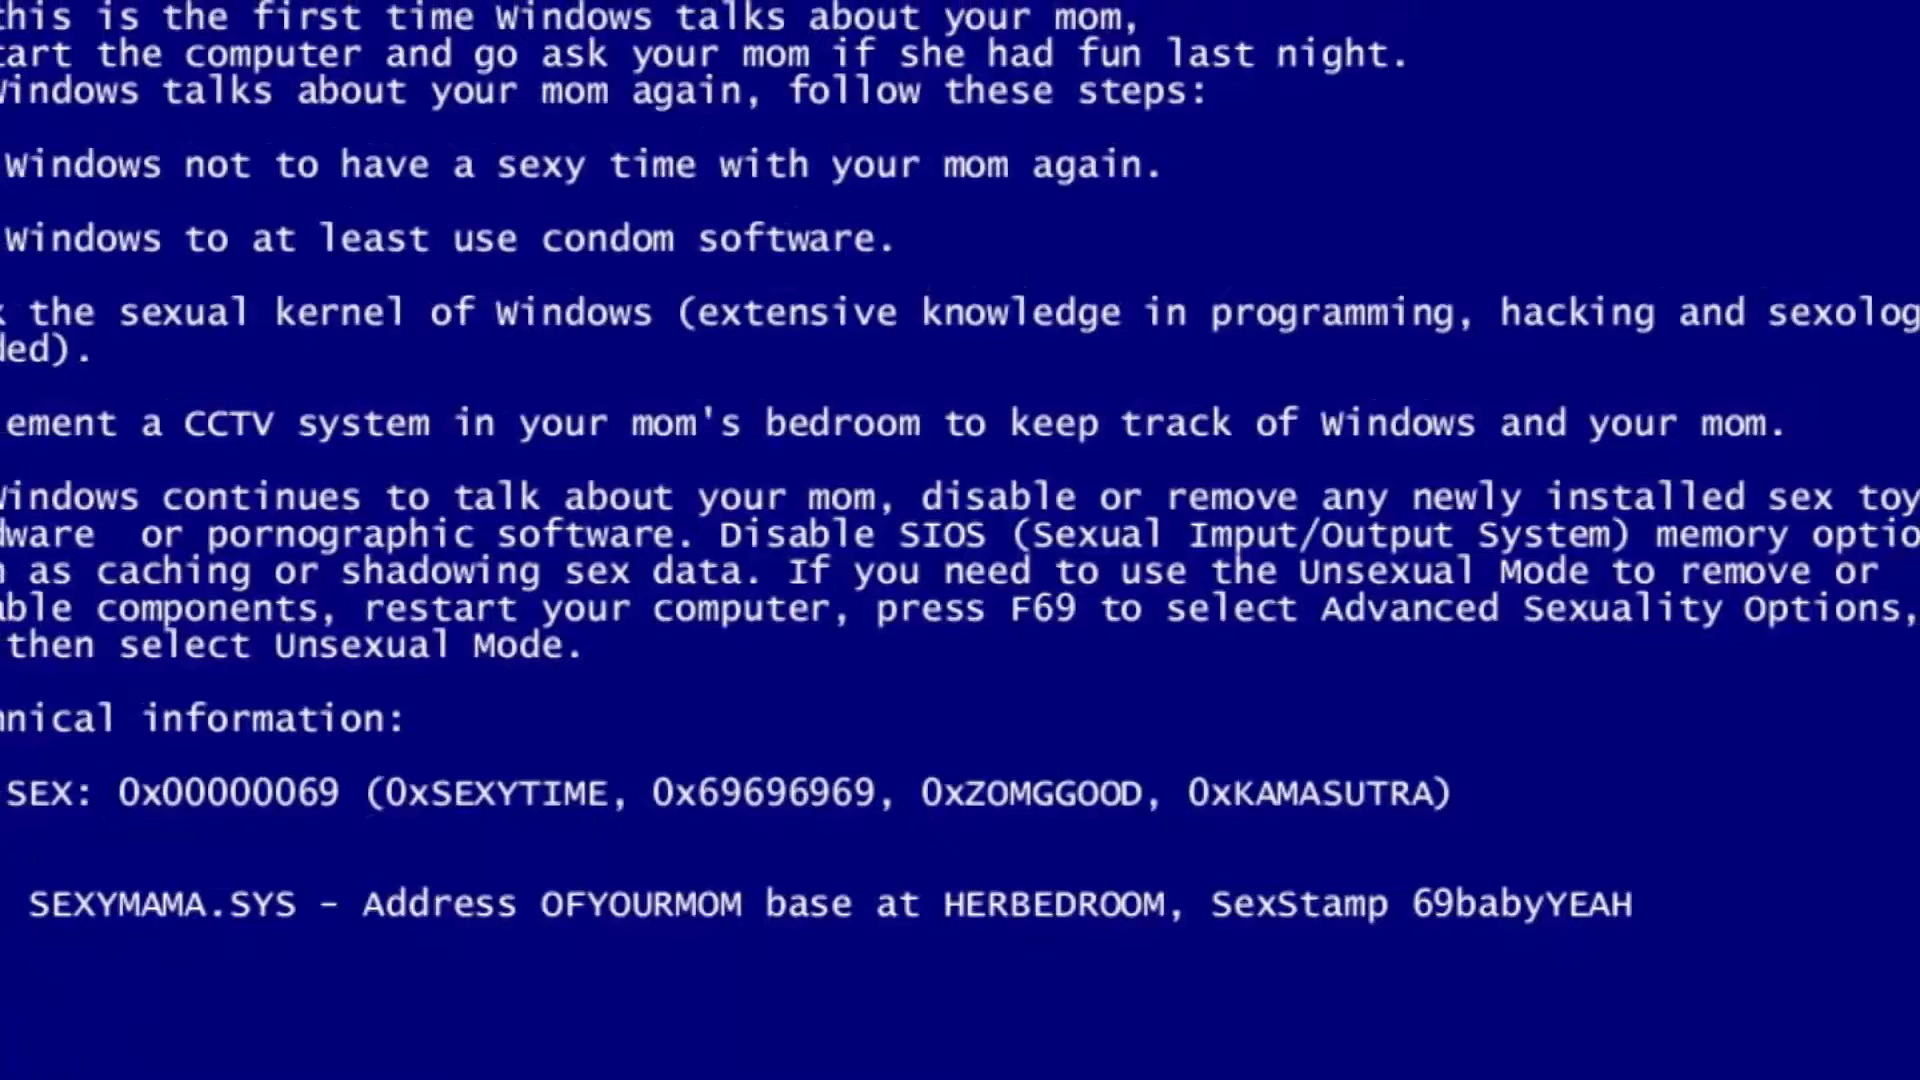 this is the first time Windows talks about your mom,
tart the computer and go ask your mom if she had fun last night.
Windows talks about your mom again, follow these steps:
Windows not to have a sexy time with your mom again.
Windows to at least use condom software.
k the sexual kernel of Windows (extensive knowledge in programming, hacking and sexolog
ded).
ement a CCTV system in your mom's bedroom to keep track of Windows and your mom.
Windows continues to talk about your mom, disable or remove any newly installed sex toy
dware or pornographic software. Disable SIOS (Sexual Imput/Output System) memory optio
h as caching or shadowing sex data. If you need to use the Unsexual Mode to remove or
able components, restart your computer, press F69 to select Advanced Sexuality Options,
then select Unsexual Mode.
hnical information:
SEX: 0x00000069 (0xSEXYTIME, 0x69696969, 0xZOMGGOOD, 0xKAMASUTRA)
SEXYMAMA.SYS - Address OFYOURMOM base at HERBEDROOM, SexStamp 69babyYEAH